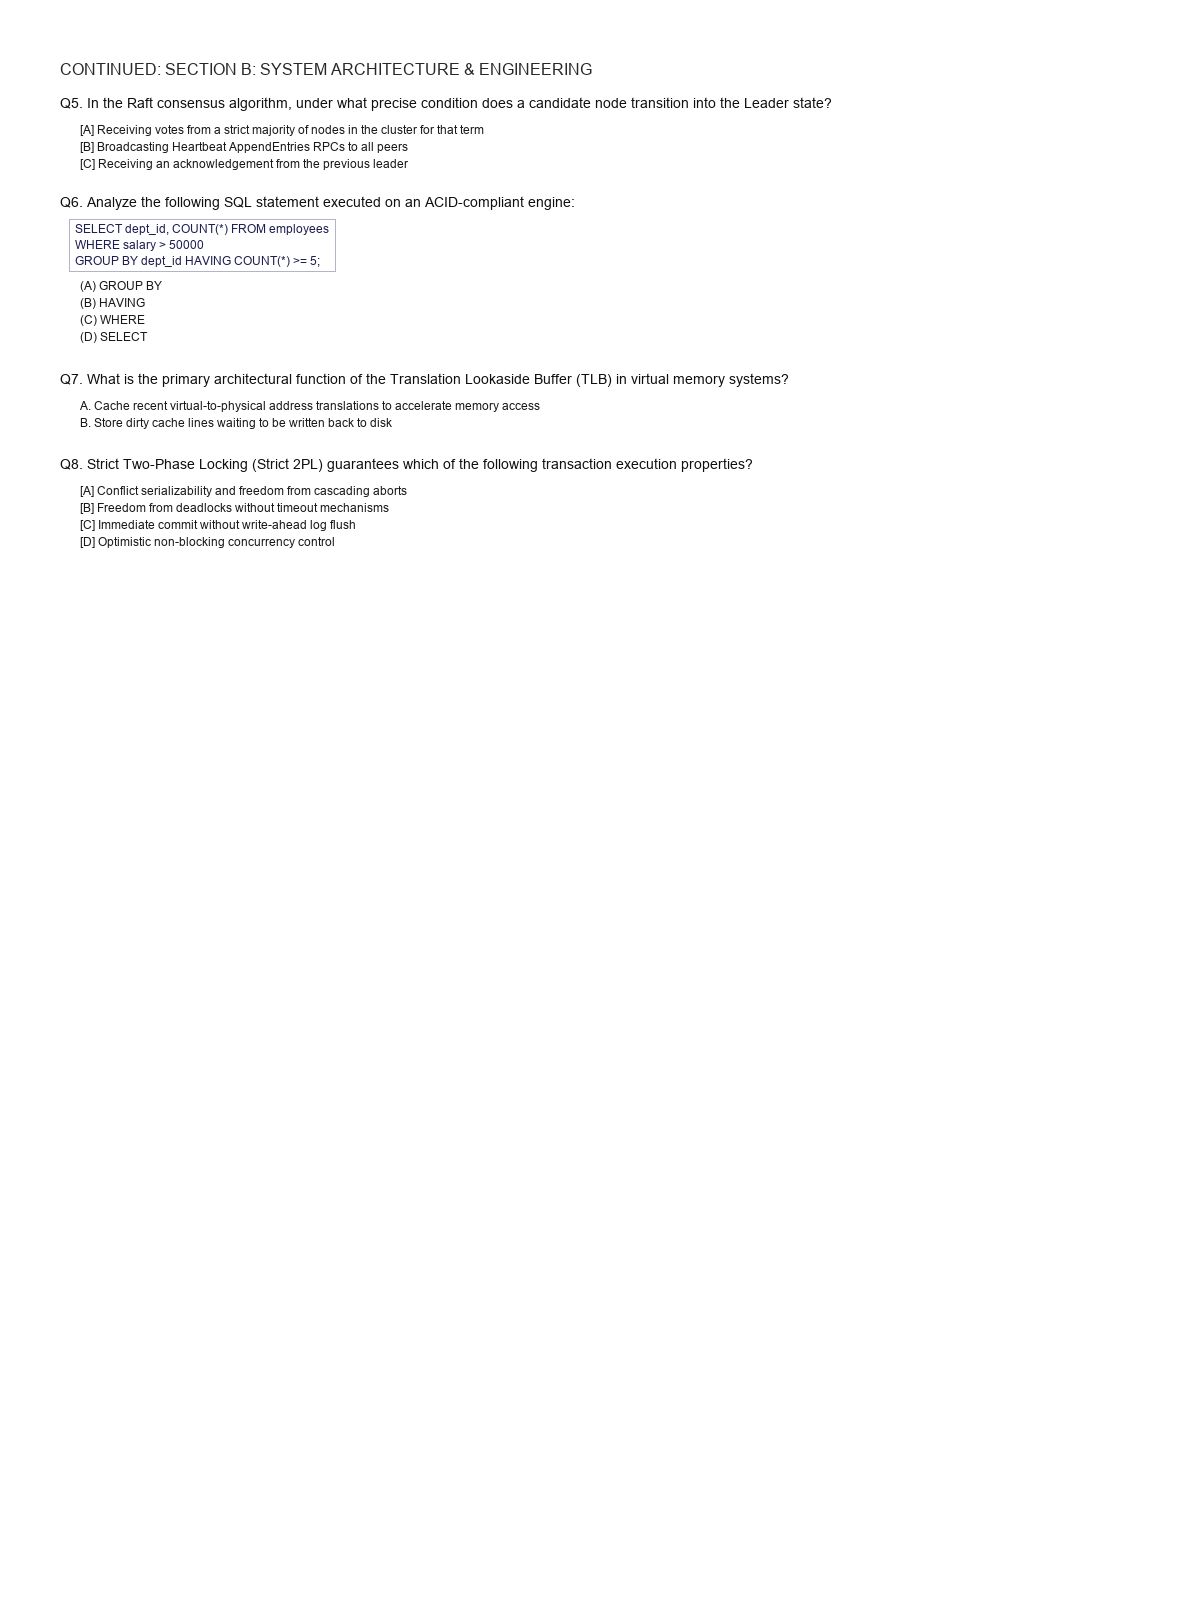 CONTINUED: SECTION B: SYSTEM ARCHITECTURE & ENGINEERING
Q5. In the Raft consensus algorithm, under what precise condition does a candidate node transition into the Leader state?
[A] Receiving votes from a strict majority of nodes in the cluster for that term
[B] Broadcasting Heartbeat AppendEntries RPCs to all peers
[C] Receiving an acknowledgement from the previous leader
Q6. Analyze the following SQL statement executed on an ACID-compliant engine:
SELECT dept_id, COUNT(*) FROM employees
WHERE salary > 50000
GROUP BY dept_id HAVING COUNT(*) >= 5;
(A) GROUP BY
(B) HAVING
(C) WHERE
(D) SELECT
Q7. What is the primary architectural function of the Translation Lookaside Buffer (TLB) in virtual memory systems?
A. Cache recent virtual-to-physical address translations to accelerate memory access
B. Store dirty cache lines waiting to be written back to disk
Q8. Strict Two-Phase Locking (Strict 2PL) guarantees which of the following transaction execution properties?
[A] Conflict serializability and freedom from cascading aborts
[B] Freedom from deadlocks without timeout mechanisms
[C] Immediate commit without write-ahead log flush
[D] Optimistic non-blocking concurrency control